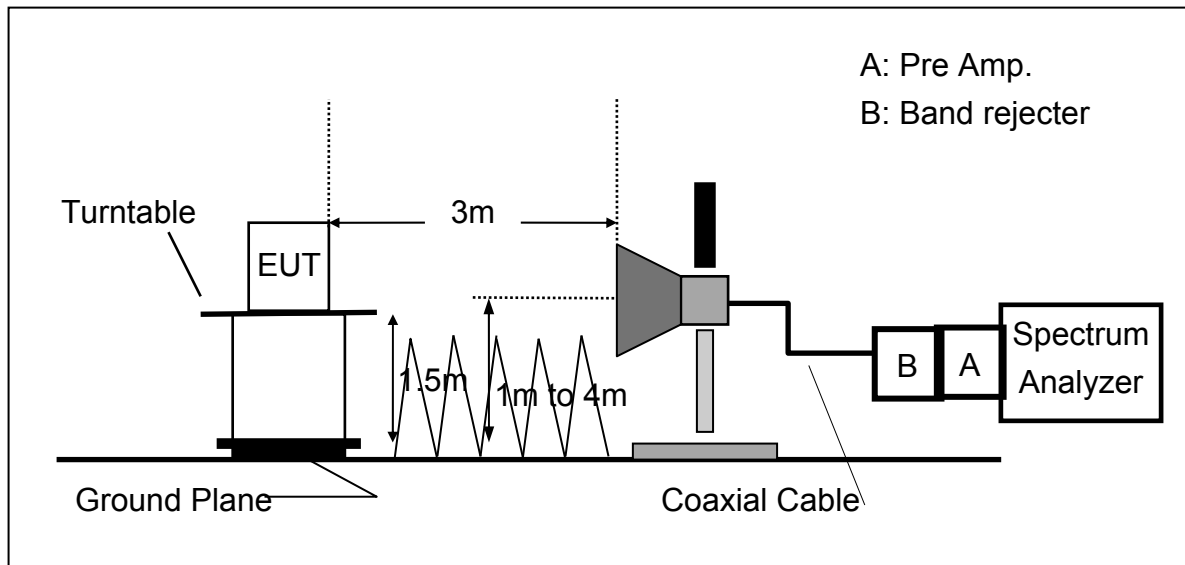 A: Pre Amp.
B: Band rejecter
Turntable
3m
EUT
1.5m
1m to 4m
B
A
Spectrum
Analyzer
Ground Plane
Coaxial Cable